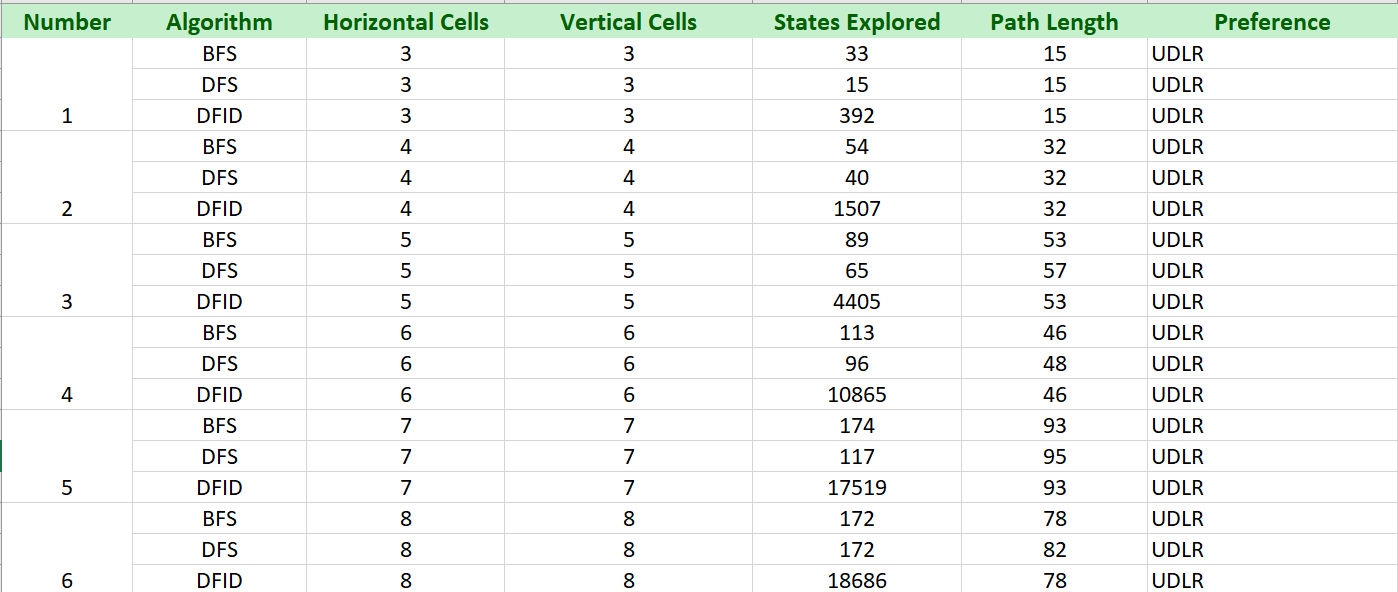 Number Algorithm Horizontal Cells Vertical Cells States Explored Path Length Preference
BFS 3 3 33 15 UDLR
DFS 3 3 15 15 UDLR
1 DFID 3 3 392 15 UDLR
BFS 4 4 54 32 UDLR
DFS 4 4 40 32 UDLR
2 DFID 4 4 1507 32 UDLR
BFS 5 5 89 53 UDLR
DFS 5 5 65 57 UDLR
3 DFID 5 5 4405 53 UDLR
BFS 6 6 113 46 UDLR
DFS 6 6 96 48 UDLR
4 DFID 6 6 10865 46 UDLR
BFS 7 7 174 93 UDLR
DFS 7 7 117 95 UDLR
5 DFID 7 7 17519 93 UDLR
BFS 8 8 172 78 UDLR
DFS 8 8 172 82 UDLR
6 DFID 8 8 18686 78 UDLR